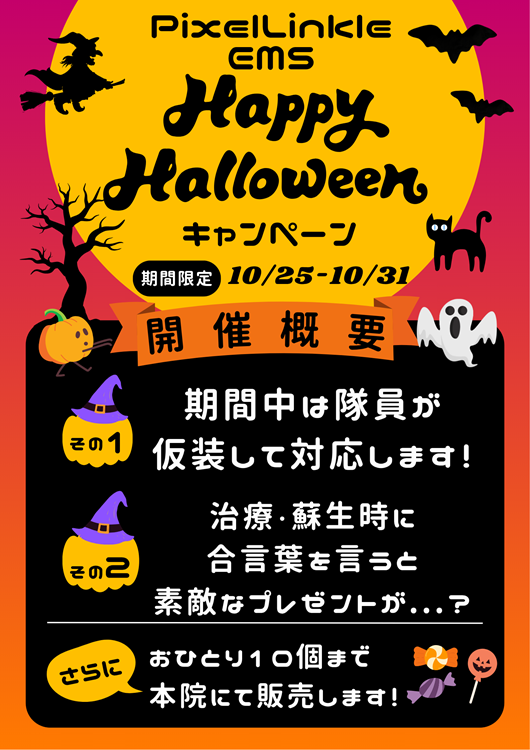 PixelLinkle
EMS
Happy
Halloween
キャンペーン
期間限定 10/25-10/31
開催概要
その1
期間中は隊員が
仮装して対応します!
その2
治療・蘇生時に
合言葉を言うと
素敵なプレゼントが...?
さらに
おひとり10個まで
本院にて販売します!